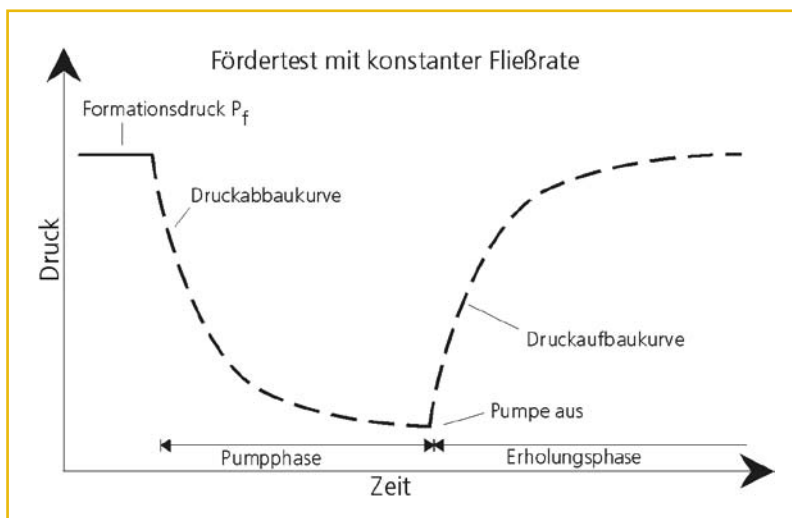 Fördertest mit konstanter Fließrate
Formationsdruck Pf
Druckabbaukurve
Druck
Druckaufbaukurve
Pumpe aus
Pumpphase
Erholungsphase
Zeit